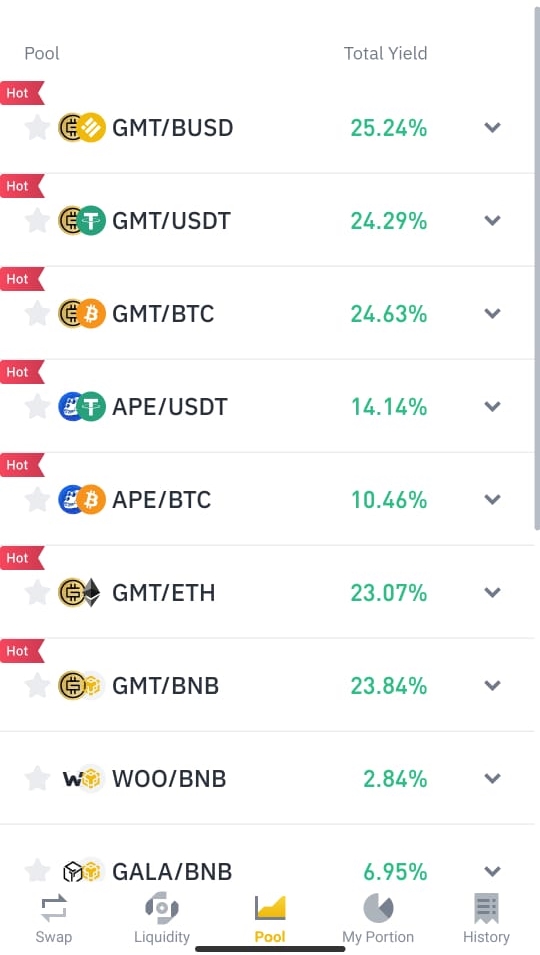 Pool Total Yield
Hot
GMT/BUSD 25.24%
Hot
GMT/USDT 24.29%
Hot
GMT/BTC 24.63%
Hot
APE/USDT 14.14%
Hot
APE/BTC 10.46%
Hot
GMT/ETH 23.07%
Hot
GMT/BNB 23.84%
WOO/BNB 2.84%
GALA/BNB 6.95%
Swap Liquidity Pool My Portion History